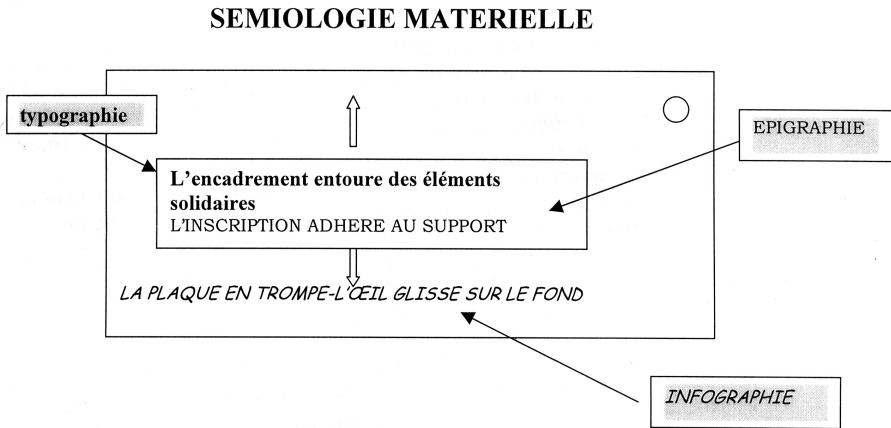 SEMIOLOGIE MATERIELLE
typographie
EPIGRAPHIE
L'encadrement entoure des éléments
solidaires
L'INSCRIPTION ADHERE AU SUPPORT
LA PLAQUE EN TROMPE-L'ŒIL GLISSE SUR LE FOND
INFOGRAPHIE